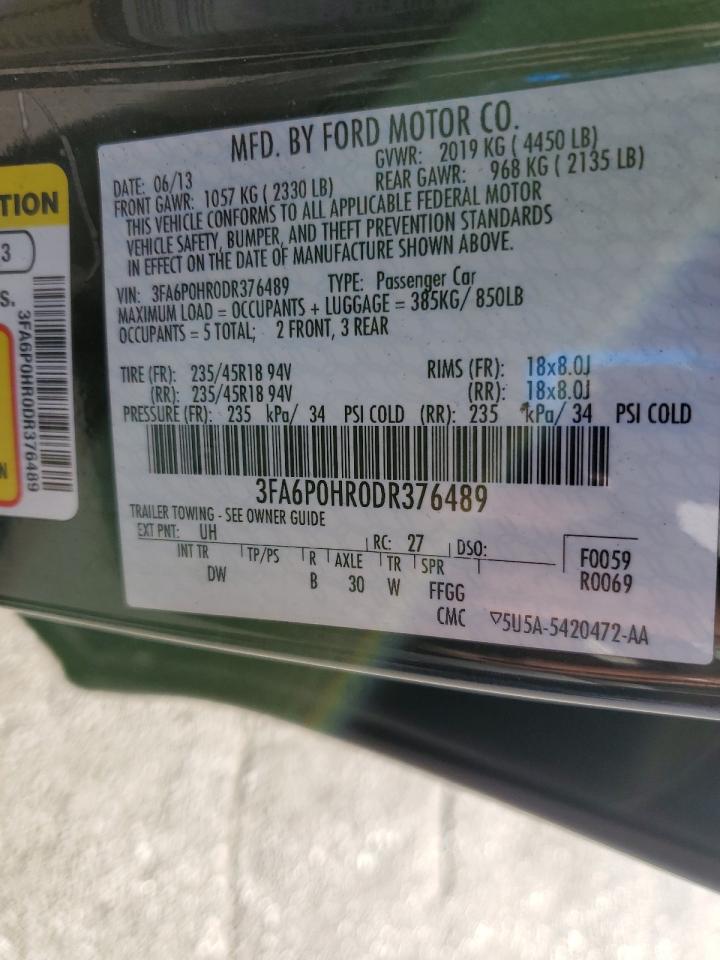 MFD. BY FORD MOTOR CO.
DATE: 06/13 GVWR: 2019 KG ( 4450 LB)
FRONT GAWR: 1057 KG ( 2330 LB) REAR GAWR: 968 KG ( 2135 LB)
THIS VEHICLE CONFORMS TO ALL APPLICABLE FEDERAL MOTOR
VEHICLE SAFETY, BUMPER, AND THEFT PREVENTION STANDARDS
IN EFFECT ON THE DATE OF MANUFACTURE SHOWN ABOVE.
VIN: 3FA6P0HR0DR376489 TYPE: Passenger Car
MAXIMUM LOAD = OCCUPANTS + LUGGAGE = 385KG/ 850LB
OCCUPANTS = 5 TOTAL; 2 FRONT, 3 REAR
TIRE (FR): 235/45R18 94V RIMS (FR): 18x8.0J
(RR): 235/45R18 94V (RR): 18x8.0J
PRESSURE (FR): 235 kPa/ 34 PSI COLD (RR): 235 kPa/ 34 PSI COLD
3FA6P0HR0DR376489
TRAILER TOWING - SEE OWNER GUIDE
EXT PNT: UH RC: 27 DSO:
INT TR TP/PS R AXLE TR SPR F0059
DW B 30 W FFGG R0069
CMC ▽5U5A-5420472-AA
TION
3
S.
3FA6P0HR0DR376489
N